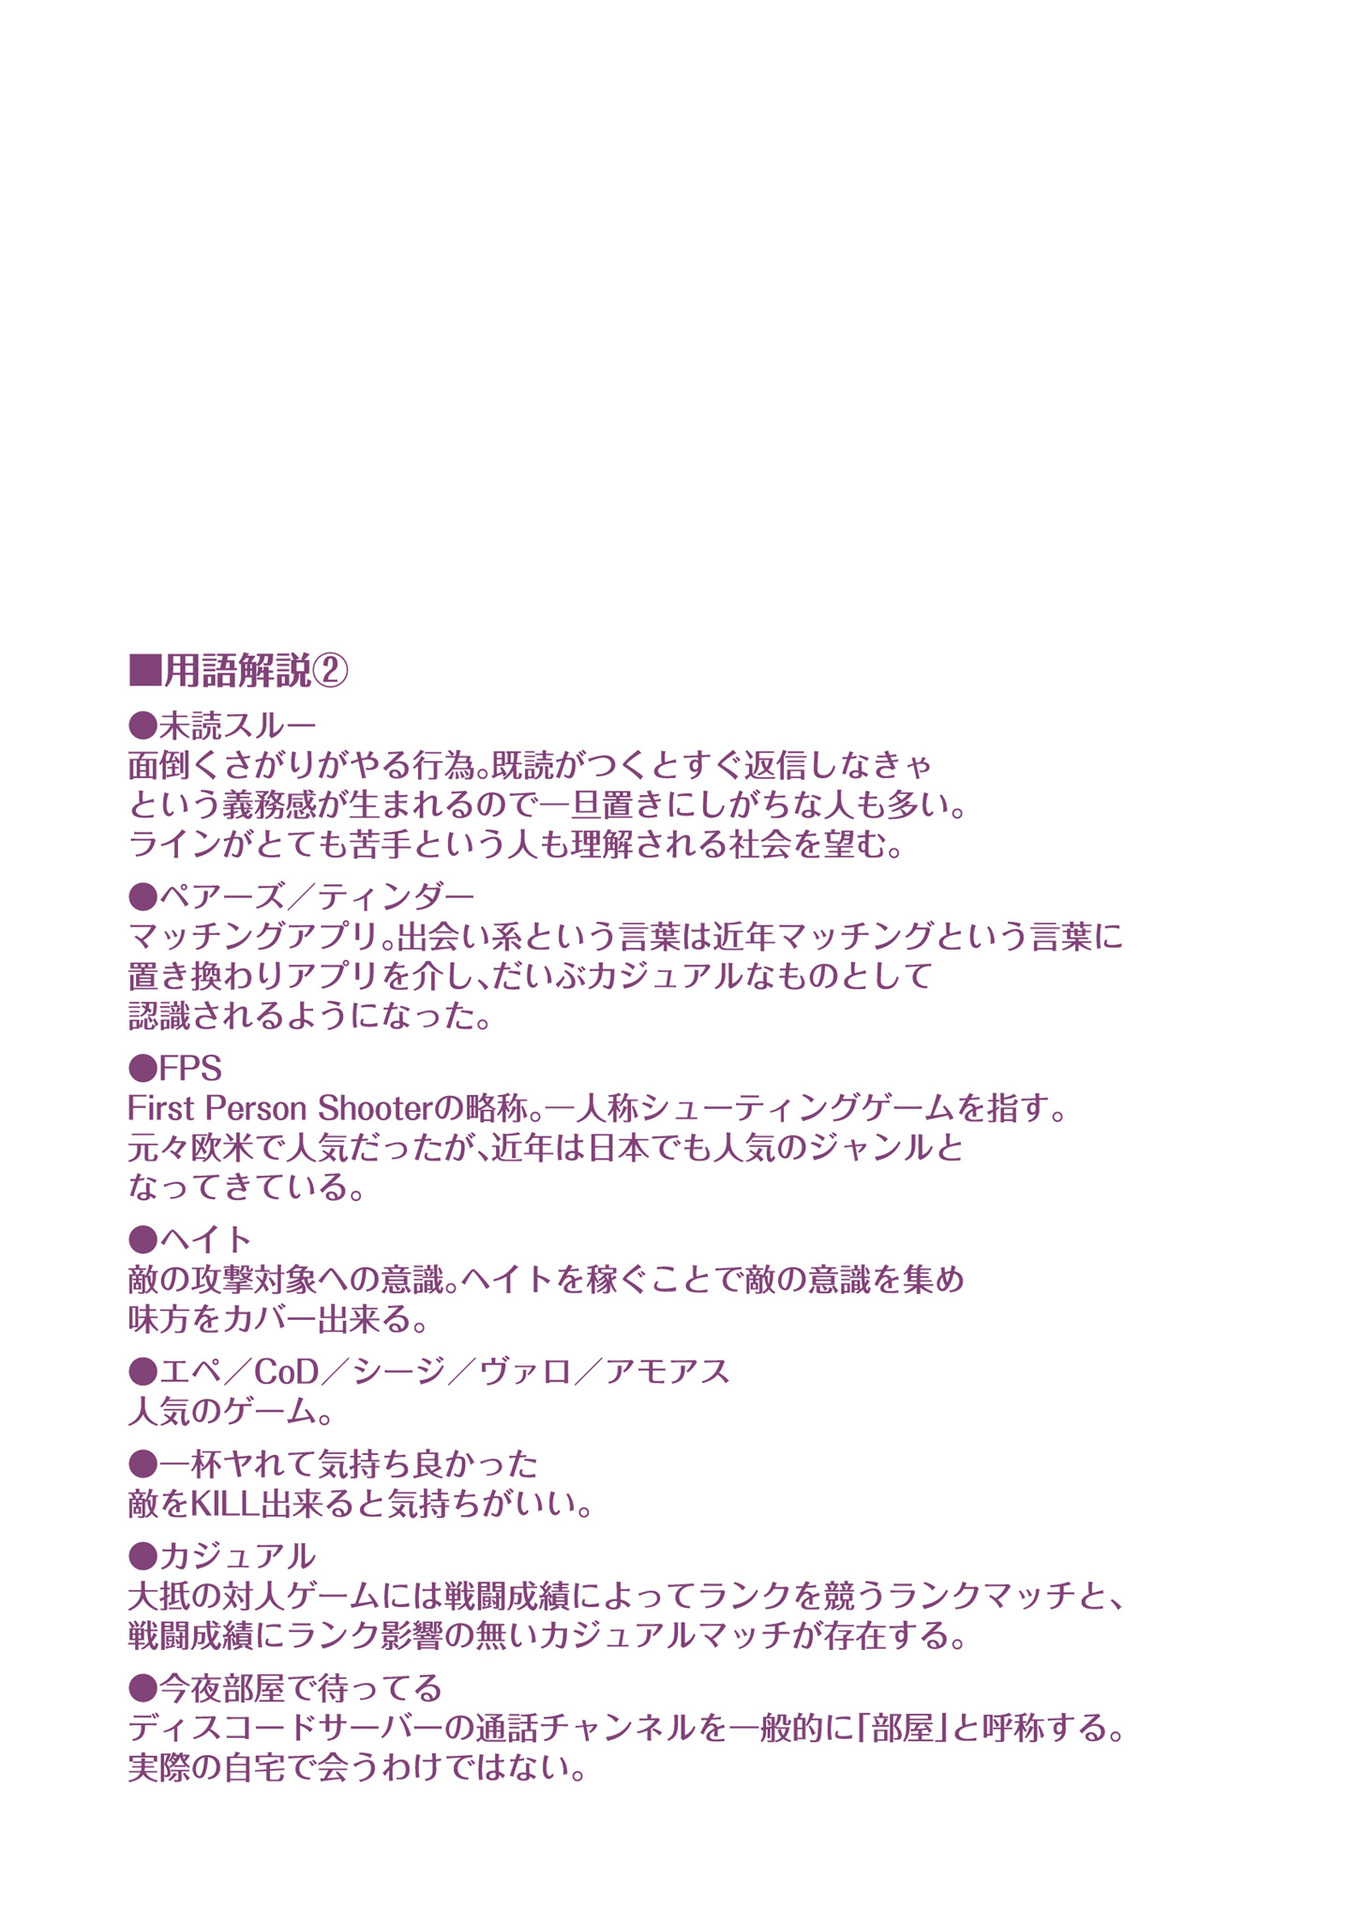 ■用語解説②
●未読スルー
面倒くさがりがやる行為。既読がつくとすぐ返信しなきゃ
という義務感が生まれるので一旦置きにしがちな人も多い。
ラインがとても苦手という人も理解される社会を望む。
●ペアーズ／ティンダー
マッチングアプリ。出会い系という言葉は近年マッチングという言葉に
置き換わりアプリを介し、だいぶカジュアルなものとして
認識されるようになった。
●FPS
First Person Shooterの略称。一人称シューティングゲームを指す。
元々欧米で人気だったが、近年は日本でも人気のジャンルと
なってきている。
●ヘイト
敵の攻撃対象への意識。ヘイトを稼ぐことで敵の意識を集め
味方をカバー出来る。
●エペ／CoD／シージ／ヴァロ／アモアス
人気のゲーム。
●一杯ヤれて気持ち良かった
敵をKILL出来ると気持ちがいい。
●カジュアル
大抵の対人ゲームには戦闘成績によってランクを競うランクマッチと、
戦闘成績にランク影響の無いカジュアルマッチが存在する。
●今夜部屋で待ってる
ディスコードサーバーの通話チャンネルを一般的に「部屋」と呼称する。
実際の自宅で会うわけではない。